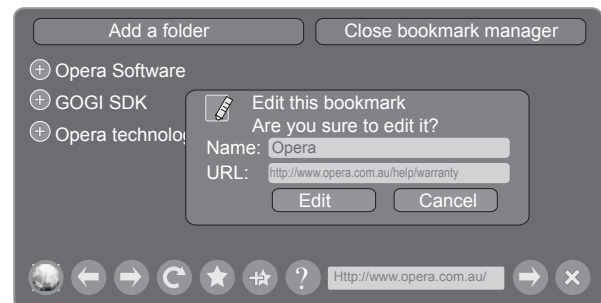 Add a folder
Close bookmark manager
Opera Software
GOGI SDK
Opera technolo
Edit this bookmark
Are you sure to edit it?
Name: Opera
URL: http://www.opera.com.au/help/warranty
Edit
Cancel
?
Http://www.opera.com.au/